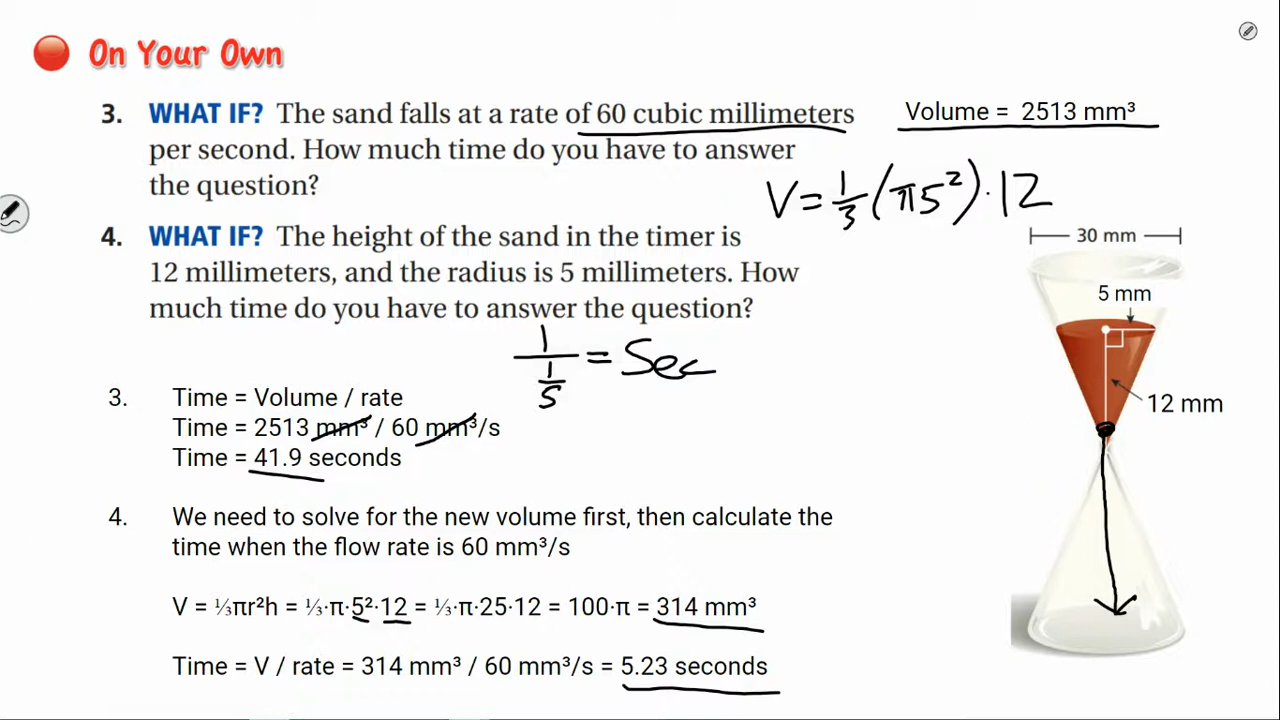 On Your Own
3. WHAT IF? The sand falls at a rate of 60 cubic millimeters
per second. How much time do you have to answer
the question?
Volume = 2513 mm³
V = 1/3 (π5²) · 12
4. WHAT IF? The height of the sand in the timer is
12 millimeters, and the radius is 5 millimeters. How
much time do you have to answer the question?
30 mm
5 mm
12 mm
1/(1/s) = Sec
3. Time = Volume / rate
Time = 2513 mm³ / 60 mm³/s
Time = 41.9 seconds
4. We need to solve for the new volume first, then calculate the
time when the flow rate is 60 mm³/s
V = ⅓πr²h = ⅓·π·5²·12 = ⅓·π·25·12 = 100·π = 314 mm³
Time = V / rate = 314 mm³ / 60 mm³/s = 5.23 seconds